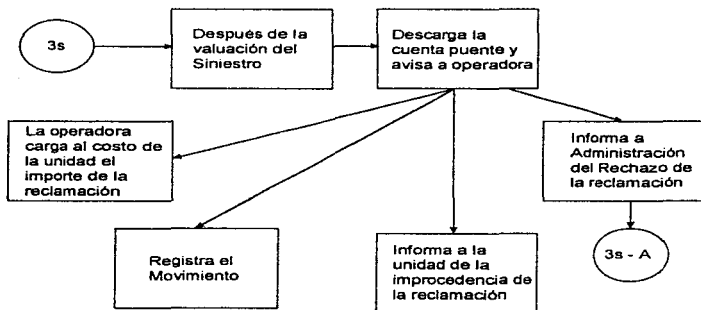 3s
Después de la
valuación del
Siniestro
Descarga la
cuenta puente y
avisa a operadora
La operadora
carga al costo de
la unidad el
importe de la
reclamación
Informa a
Administración
del Rechazo de
la reclamación
Registra el
Movimiento
Informa a la
unidad de la
improcedencia de
la reclamación
3s - A